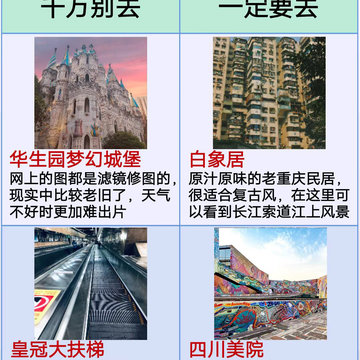 千万别去
一定要去
华生园梦幻城堡
网上的图都是滤镜修图的，
现实中比较老旧了，天气
不好时更加难出片
白象居
原汁原味的老重庆民居，
很适合复古风，在这里可
以看到长江索道江上风景
皇冠大扶梯
四川美院